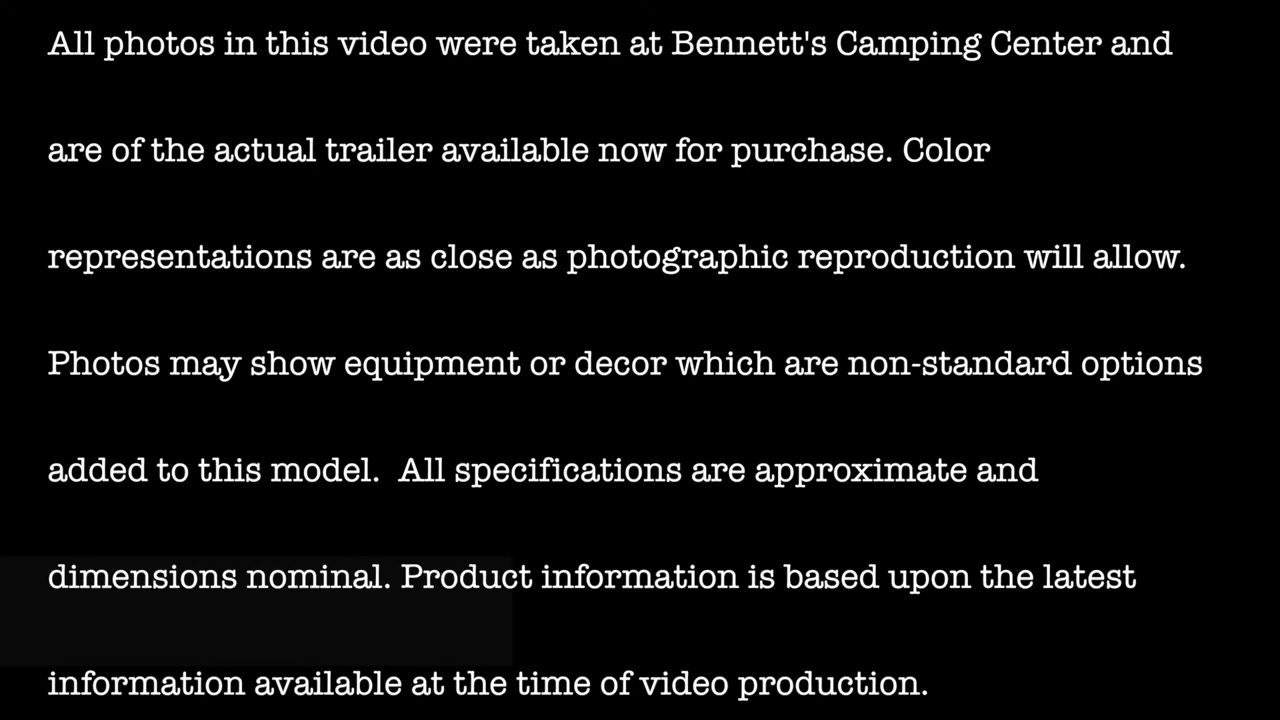 All photos in this video were taken at Bennett's Camping Center and
are of the actual trailer available now for purchase. Color
representations are as close as photographic reproduction will allow.
Photos may show equipment or decor which are non-standard options
added to this model.  All specifications are approximate and
dimensions nominal. Product information is based upon the latest
information available at the time of video production.